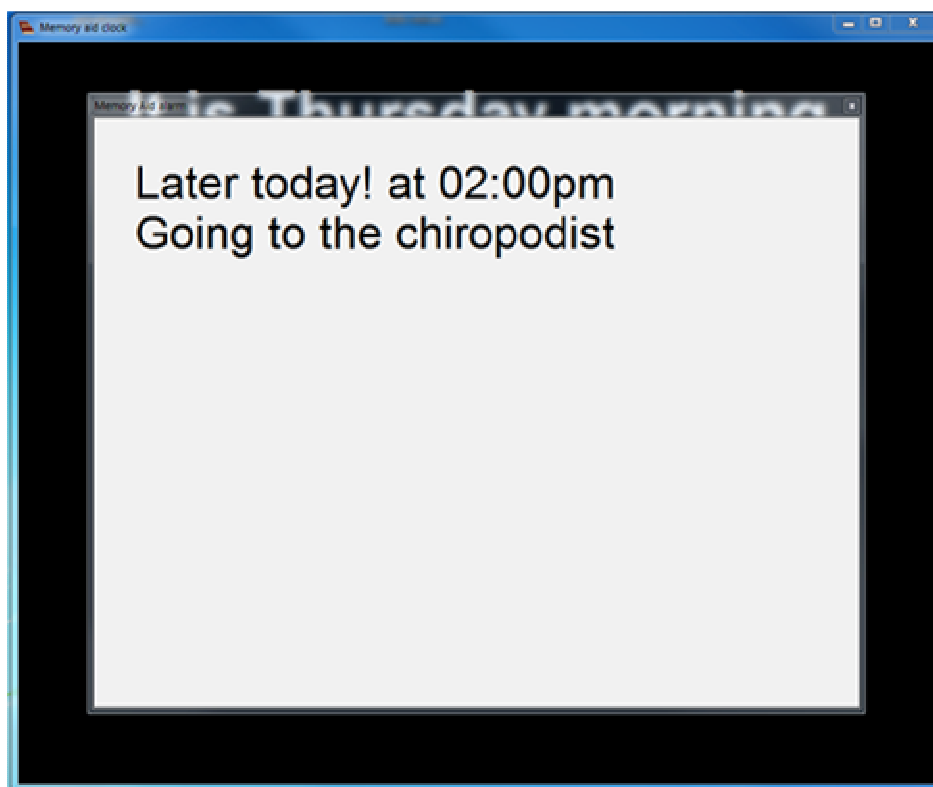 Memory aid clock
Memory Aid alarm
It is Thursday morning
Later today! at 02:00pm
Going to the chiropodist